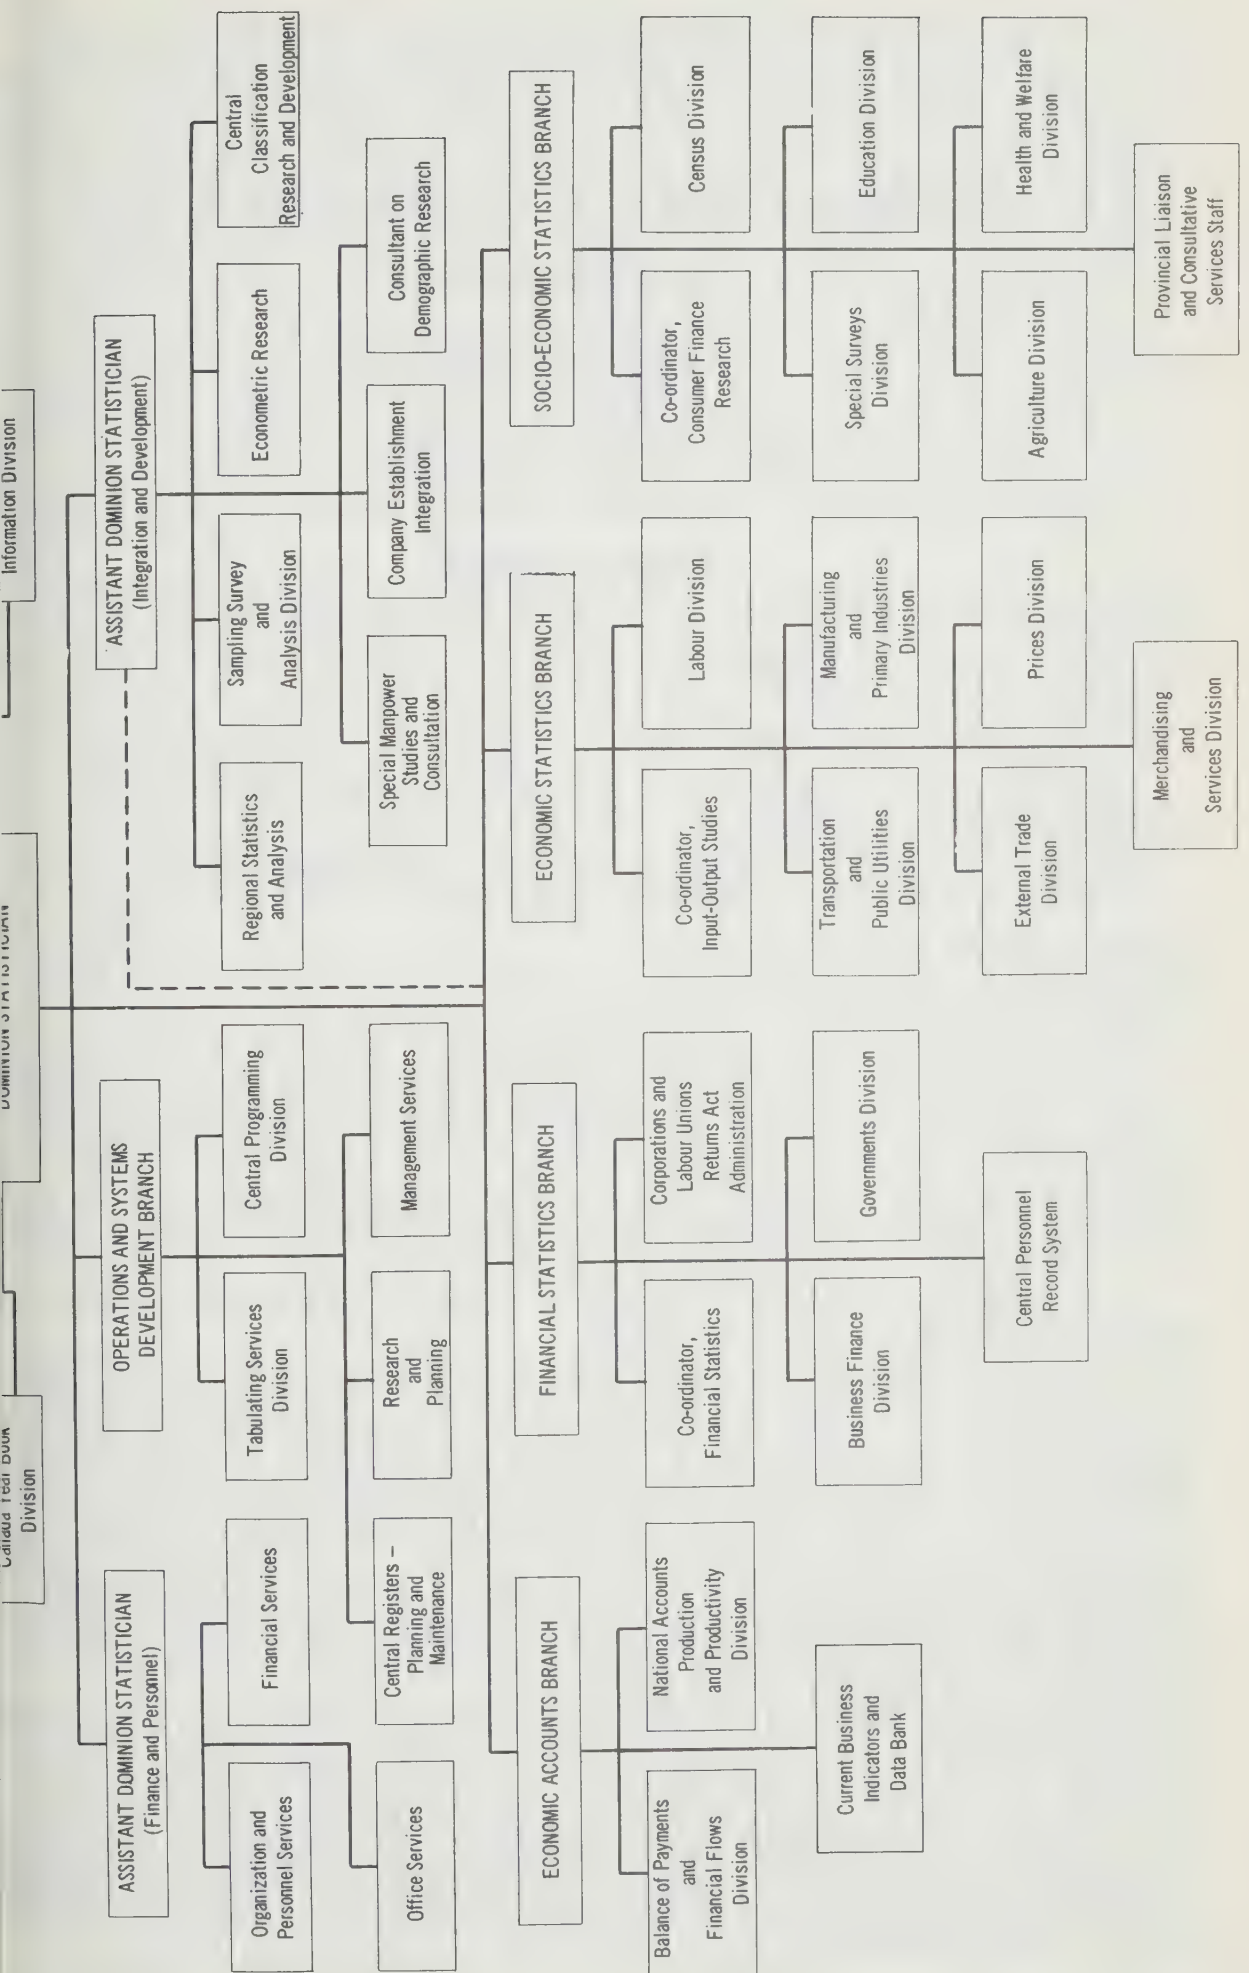 Information Division
DOMINION STATISTICIAN
Canada Year Book
Division
ASSISTANT DOMINION STATISTICIAN
(Finance and Personnel)
OPERATIONS AND SYSTEMS
DEVELOPMENT BRANCH
ASSISTANT DOMINION STATISTICIAN
(Integration and Development)
Organization and
Personnel Services
Financial Services
Office Services
Tabulating Services
Division
Central Programming
Division
Central Registers –
Planning and
Maintenance
Research
and
Planning
Management Services
Regional Statistics
and Analysis
Sampling Survey
and
Analysis Division
Econometric Research
Central
Classification
Research and Development
Special Manpower
Studies and
Consultation
Company Establishment
Integration
Consultant on
Demographic Research
ECONOMIC ACCOUNTS BRANCH
FINANCIAL STATISTICS BRANCH
ECONOMIC STATISTICS BRANCH
SOCIO-ECONOMIC STATISTICS BRANCH
Balance of Payments
and
Financial Flows
Division
National Accounts
Production
and Productivity
Division
Current Business
Indicators and
Data Bank
Co-ordinator,
Financial Statistics
Corporations and
Labour Unions
Returns Act
Administration
Business Finance
Division
Governments Division
Central Personnel
Record System
Co-ordinator,
Input-Output Studies
Labour Division
Transportation
and
Public Utilities
Division
Manufacturing
and
Primary Industries
Division
External Trade
Division
Prices Division
Merchandising
and
Services Division
Co-ordinator,
Consumer Finance
Research
Census Division
Special Surveys
Division
Education Division
Agriculture Division
Health and Welfare
Division
Provincial Liaison
and Consultative
Services Staff